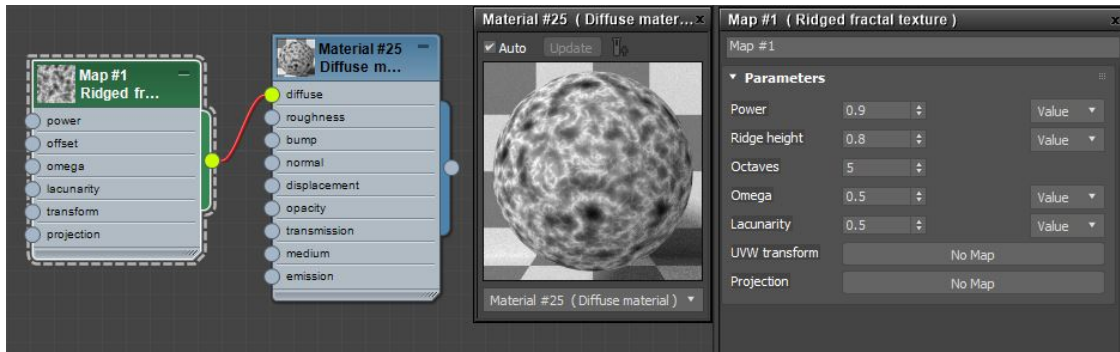 Map #1
Ridged fr...
power
offset
omega
lacunarity
transform
projection
Material #25
Diffuse m...
diffuse
roughness
bump
normal
displacement
opacity
transmission
medium
emission
Material #25 ( Diffuse mater... x
Auto Update
Material #25 ( Diffuse material )
Map #1 ( Ridged fractal texture ) x
Map #1
Parameters
Power 0.9 Value
Ridge height 0.8 Value
Octaves 5
Omega 0.5 Value
Lacunarity 0.5 Value
UVW transform No Map
Projection No Map